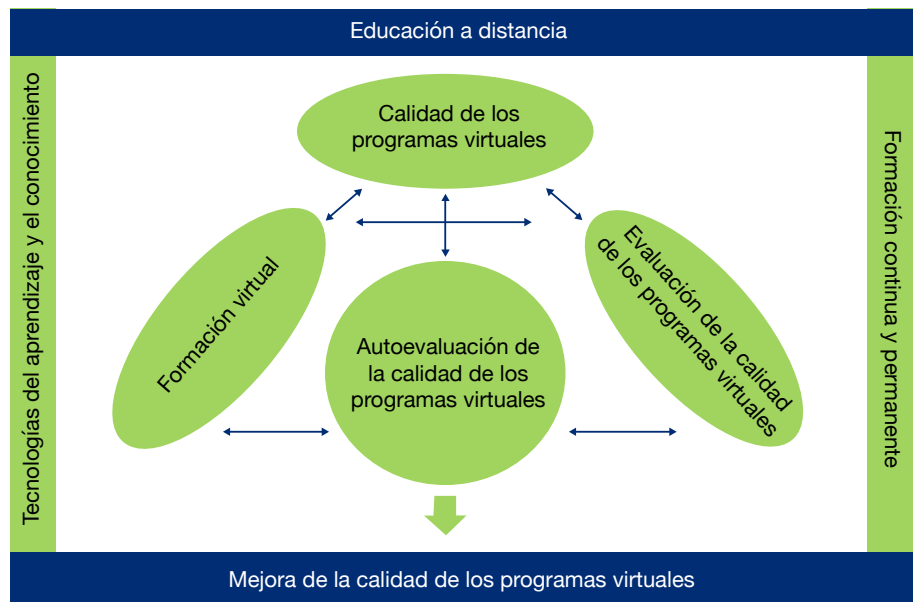 Educación a distancia
Tecnologías del aprendizaje y el conocimiento
Calidad de los
programas virtuales
Formación virtual
Autoevaluación de
la calidad de los
programas virtuales
Evaluación de la calidad
de los programas virtuales
Formación continua y permanente
Mejora de la calidad de los programas virtuales